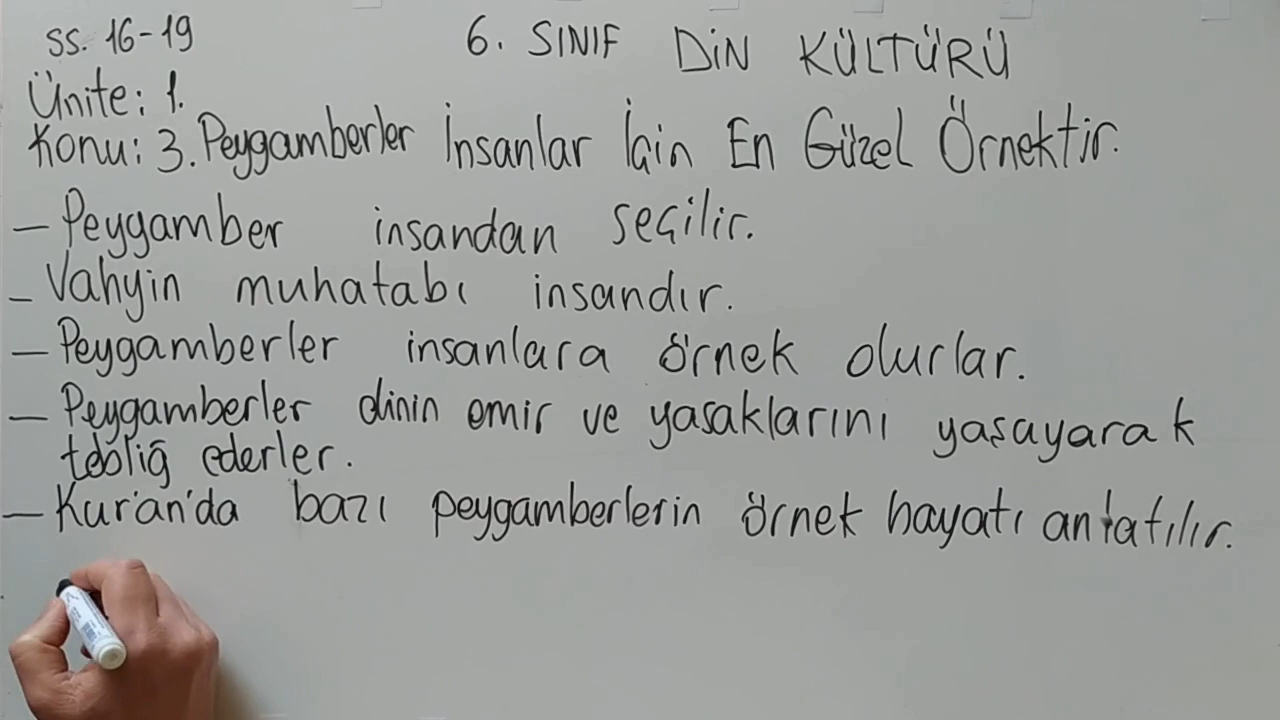 ss. 16-19
6. SINIF DİN KÜLTÜRÜ
Ünite: 1.
Konu: 3. Peygamberler İnsanlar İçin En Güzel Örnektir.
- Peygamber insandan seçilir.
- Vahyin muhatabı insandır.
- Peygamberler insanlara örnek olurlar.
- Peygamberler dinin emir ve yasaklarını yaşayarak
tebliğ ederler.
- Kur'an'da bazı peygamberlerin örnek hayatı anlatılır.